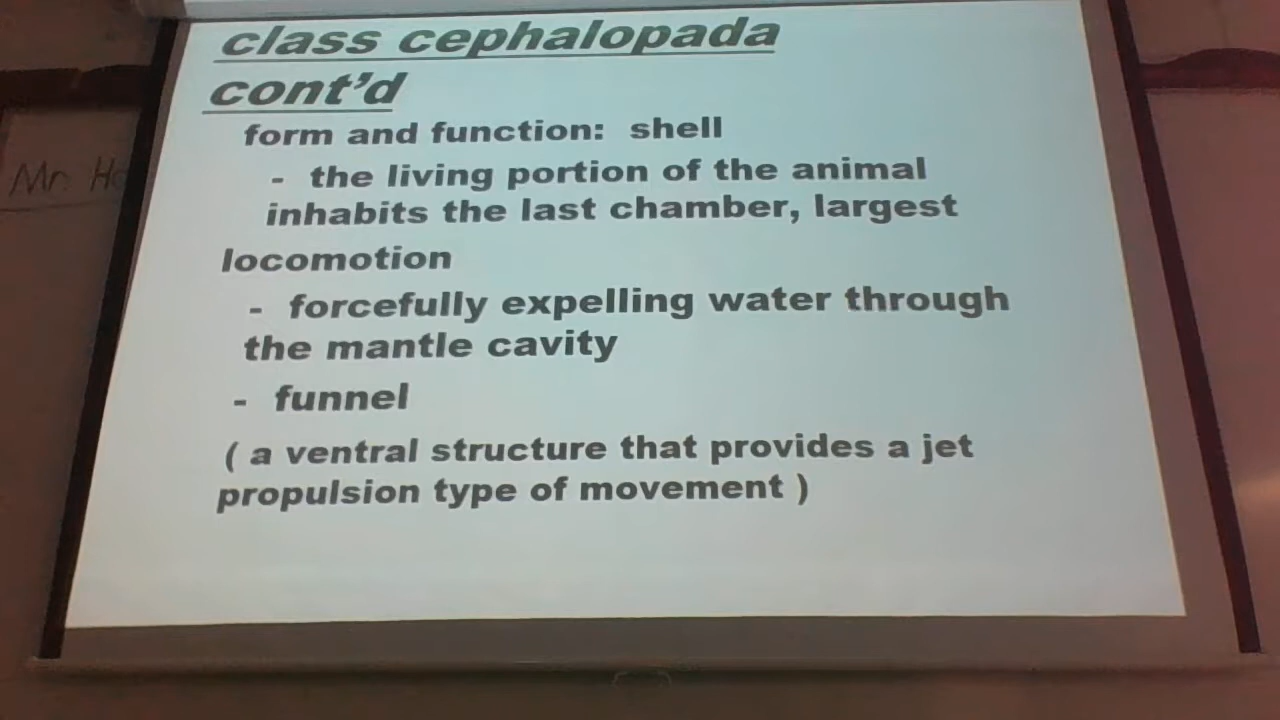 class cephalopada
cont'd
form and function: shell
- the living portion of the animal
inhabits the last chamber, largest
locomotion
- forcefully expelling water through
the mantle cavity
- funnel
( a ventral structure that provides a jet
propulsion type of movement )
Mr.